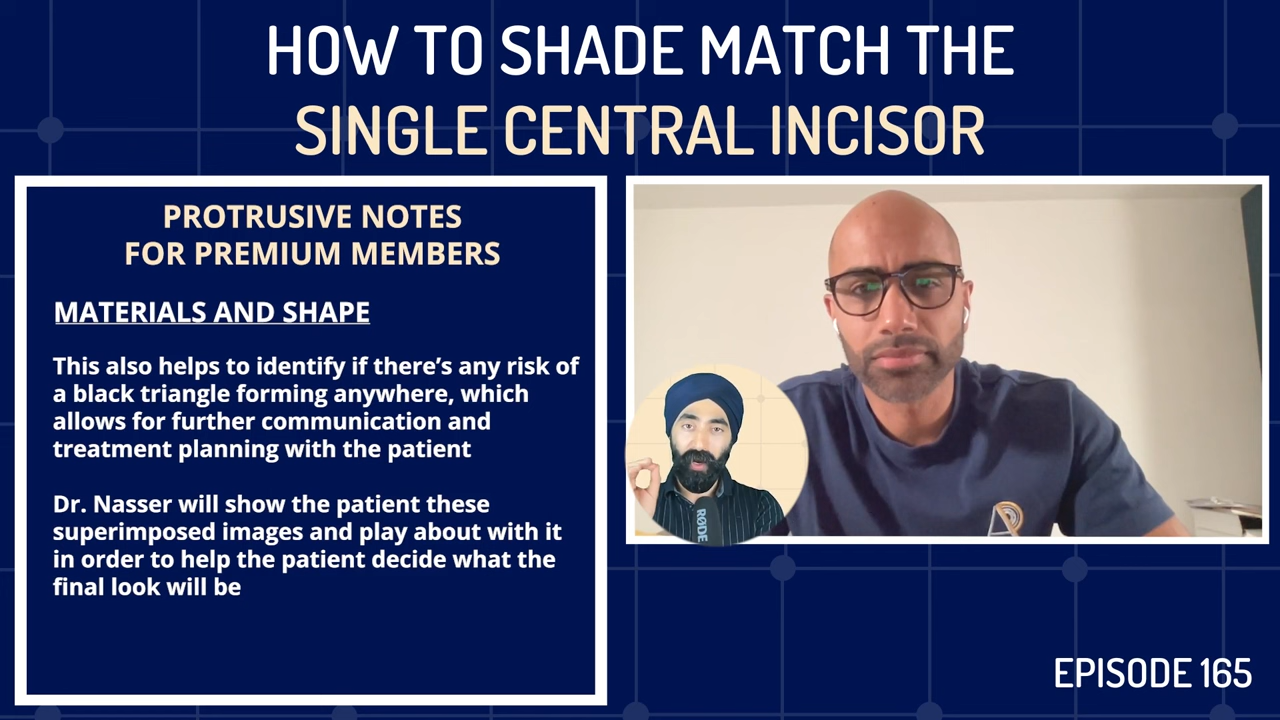 HOW TO SHADE MATCH THE
SINGLE CENTRAL INCISOR
PROTRUSIVE NOTES
FOR PREMIUM MEMBERS
MATERIALS AND SHAPE
This also helps to identify if there’s any risk of
a black triangle forming anywhere, which
allows for further communication and
treatment planning with the patient
Dr. Nasser will show the patient these
superimposed images and play about with it
in order to help the patient decide what the
final look will be
RØDE
EPISODE 165